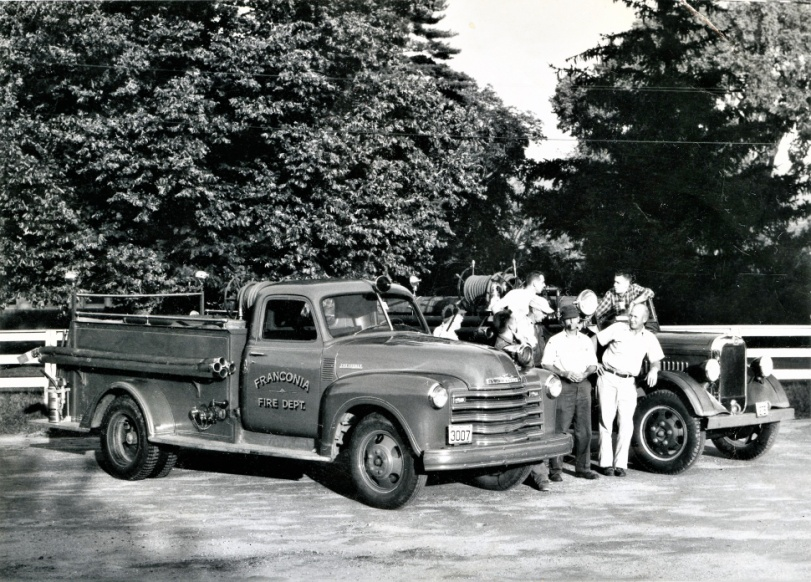 FRANCONIA
FIRE DEPT.
3007